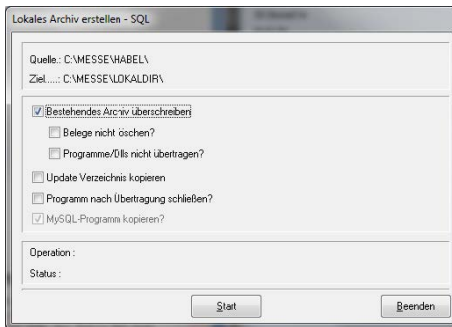 Lokales Archiv erstellen - SQL
Quelle.: C:\MESSE\HABEL\
Ziel.....: C:\MESSE\LOKALDIR\
Bestehendes Archiv überschreiben
Belege nicht öschen?
Programme/Dlls nicht übertragen?
Update Verzeichnis kopieren
Programm nach Übertragung schließen?
MySQL-Programm kopieren?
Operation :
Status :
Start
Beenden